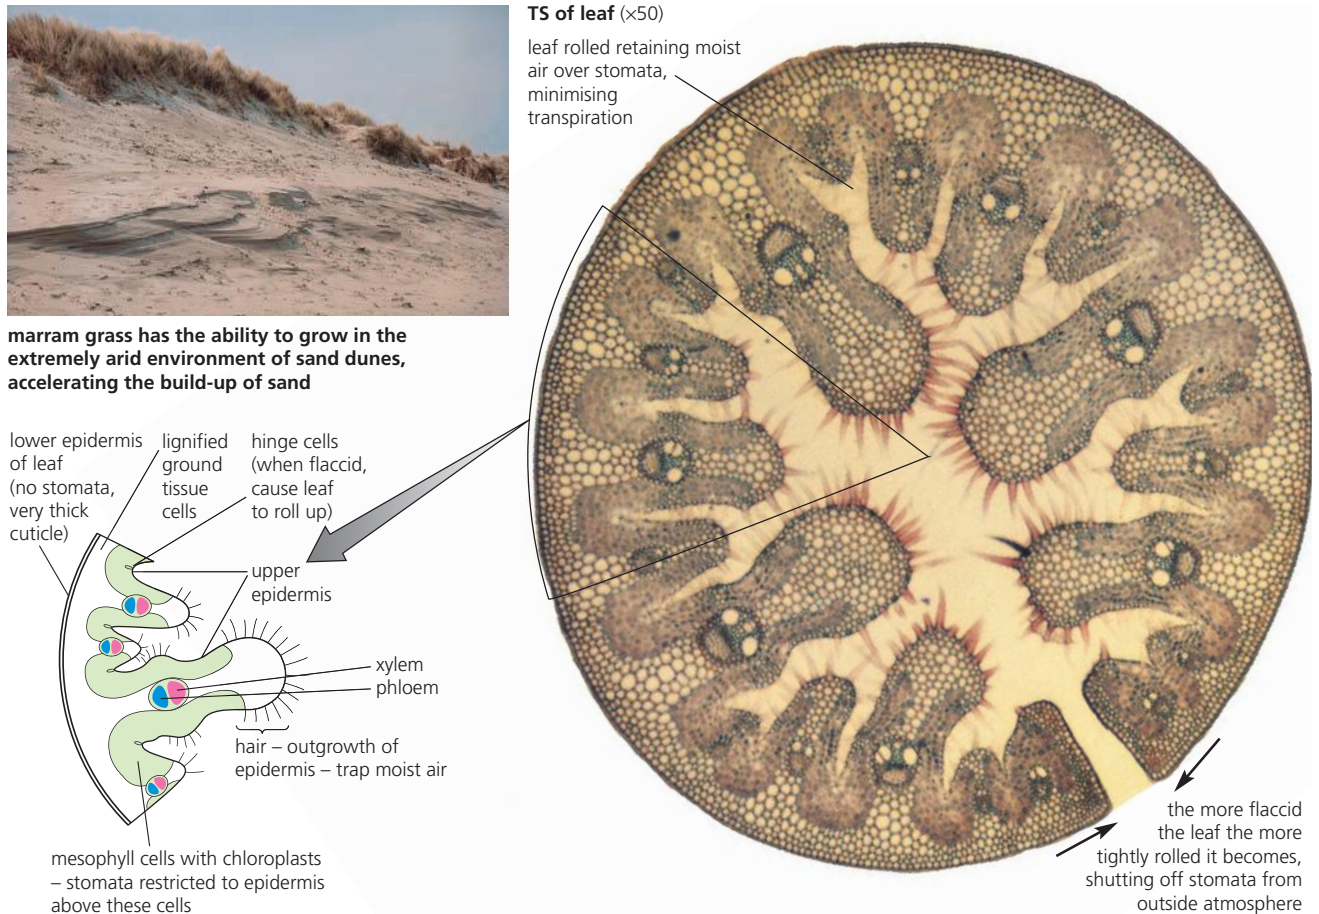 TS of leaf (×50)
leaf rolled retaining moist
air over stomata,
minimising
transpiration
marram grass has the ability to grow in the
extremely arid environment of sand dunes,
accelerating the build-up of sand
lower epidermis
of leaf
(no stomata,
very thick
cuticle)
lignified
ground
tissue
cells
hinge cells
(when flaccid,
cause leaf
to roll up)
upper
epidermis
xylem
phloem
hair – outgrowth of
epidermis – trap moist air
mesophyll cells with chloroplasts
– stomata restricted to epidermis
above these cells
the more flaccid
the leaf the more
tightly rolled it becomes,
shutting off stomata from
outside atmosphere